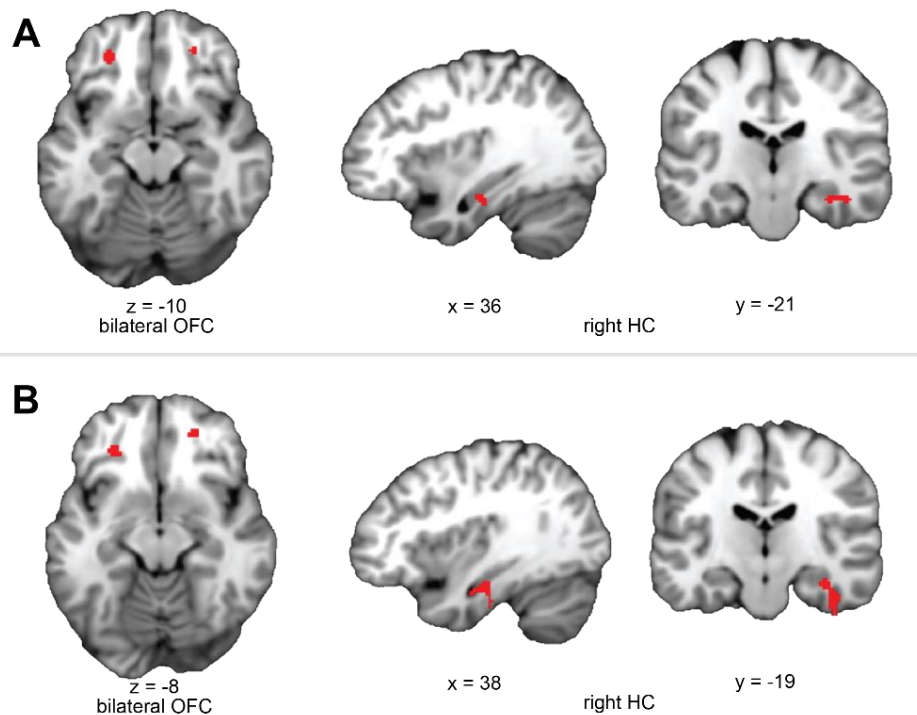 A
z = -10
bilateral OFC
x = 36
right HC
y = -21
B
z = -8
bilateral OFC
x = 38
right HC
y = -19